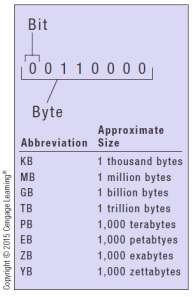 Bit
0 0 1 1 0 0 0 0
Byte
Abbreviation Approximate Size
KB 1 thousand bytes
MB 1 million bytes
GB 1 billion bytes
TB 1 trillion bytes
PB 1,000 terabytes
EB 1,000 petabtyes
ZB 1,000 exabytes
YB 1,000 zettabytes
Copyright © 2015 Cengage Learning®